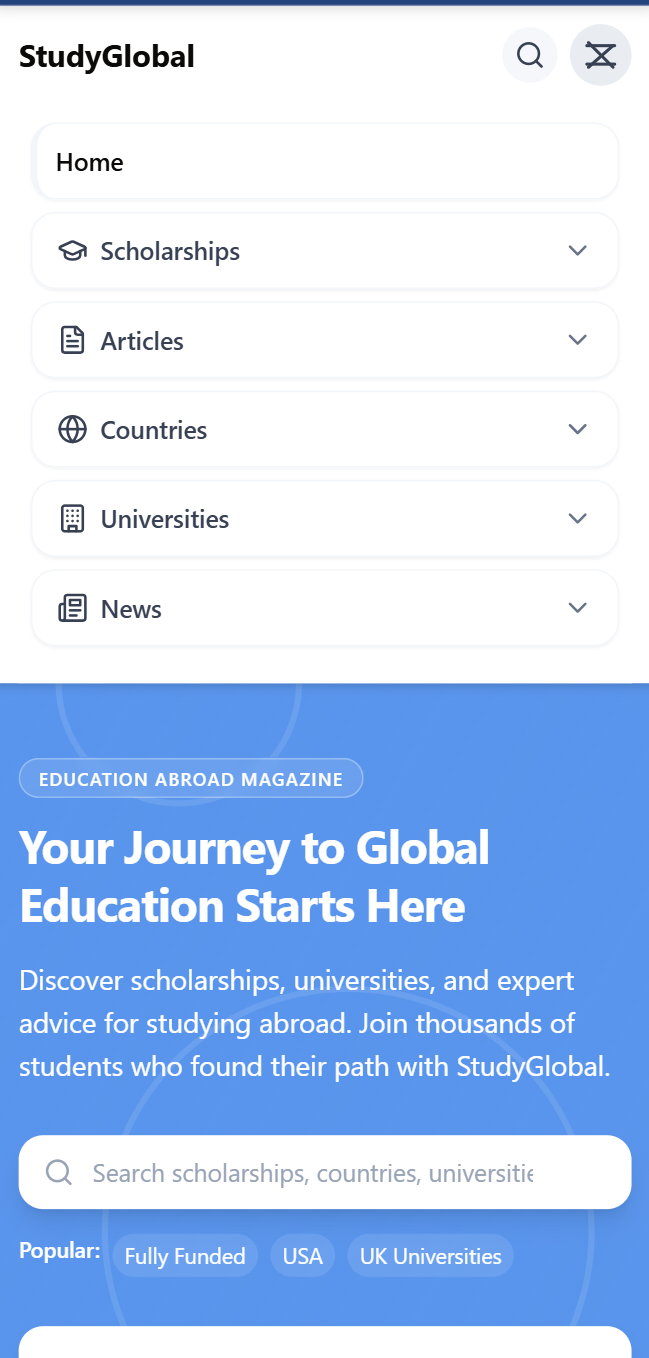 StudyGlobal
Home
Scholarships
Articles
Countries
Universities
News
EDUCATION ABROAD MAGAZINE
Your Journey to Global
Education Starts Here
Discover scholarships, universities, and expert
advice for studying abroad. Join thousands of
students who found their path with StudyGlobal.
Search scholarships, countries, universitie
Popular: Fully Funded USA UK Universities